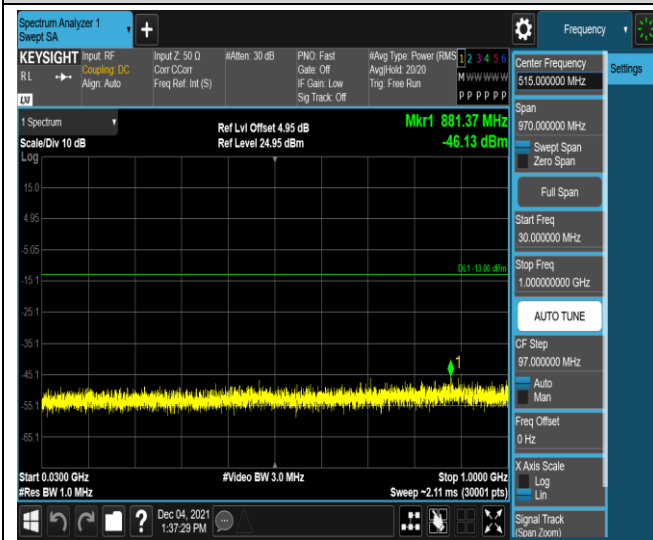 Spectrum Analyzer 1
Swept SA
Frequency
KEYSIGHT
RL
LXI
Input: RF
Coupling: DC
Align: Auto
Input Z: 50 Ω
Corr CCorr
Freq Ref: Int (S)
#Atten: 30 dB
PNO: Fast
Gate: Off
IF Gain: Low
Sig Track: Off
#Avg Type: Power (RMS
Avg|Hold: 20/20
Trig: Free Run
1 2 3 4 5 6
M W W W W W
P P P P P P
1 Spectrum
Scale/Div 10 dB
Log
Ref Lvl Offset 4.95 dB
Ref Level 24.95 dBm
Mkr1 881.37 MHz
-46.13 dBm
15.0
4.95
-5.05
-15.1
-25.1
-35.1
-45.1
-55.1
-65.1
DL1 -13.00 dBm
1
Start 0.0300 GHz
#Res BW 1.0 MHz
#Video BW 3.0 MHz
Stop 1.0000 GHz
Sweep ~2.11 ms (30001 pts)
Dec 04, 2021
1:37:29 PM
Center Frequency
515.000000 MHz
Settings
Span
970.000000 MHz
Swept Span
Zero Span
Full Span
Start Freq
30.000000 MHz
Stop Freq
1.000000000 GHz
AUTO TUNE
CF Step
97.000000 MHz
Auto
Man
Freq Offset
0 Hz
X Axis Scale
Log
Lin
Signal Track
(Span Zoom)